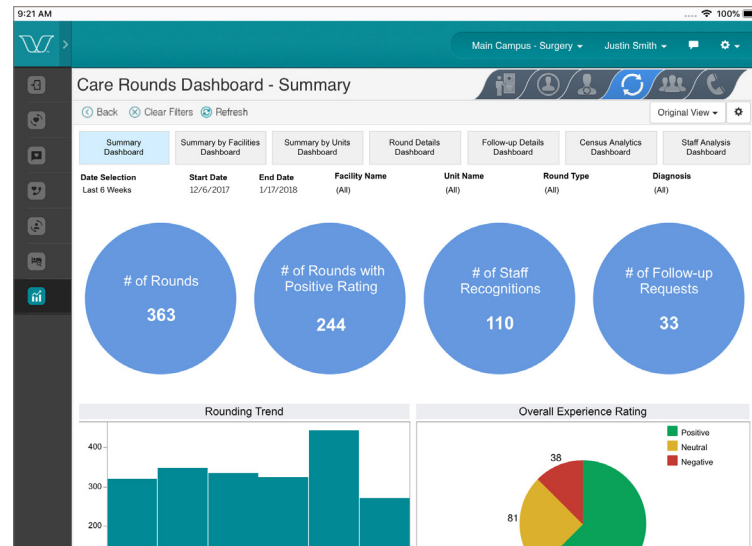 9:21 AM
100%
W
Main Campus - Surgery
Justin Smith
Care Rounds Dashboard - Summary
Back
Clear Filters
Refresh
Original View
Summary
Dashboard
Summary by Facilities
Dashboard
Summary by Units
Dashboard
Round Details
Dashboard
Follow-up Details
Dashboard
Census Analytics
Dashboard
Staff Analysis
Dashboard
Date Selection
Start Date
End Date
Facility Name
Unit Name
Round Type
Diagnosis
Last 6 Weeks
12/6/2017
1/17/2018
(All)
(All)
(All)
(All)
# of Rounds
363
# of Rounds with
Positive Rating
244
# of Staff
Recognitions
110
# of Follow-up
Requests
33
Rounding Trend
400
300
200
Overall Experience Rating
Positive
Neutral
Negative
38
81